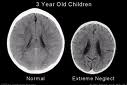 3 Year Old Children
Normal
Extreme Neglect